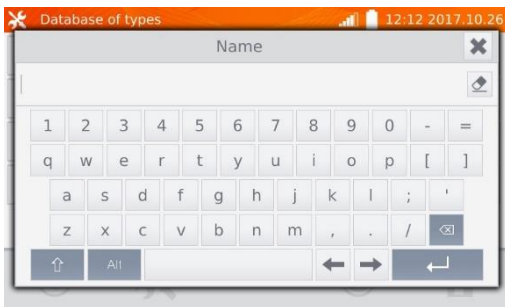 Database of types 12:12 2017.10.26
Name
1 2 3 4 5 6 7 8 9 0 - =
q w e r t y u i o p [ ]
a s d f g h j k l ; '
z x c v b n m , . /
Alt